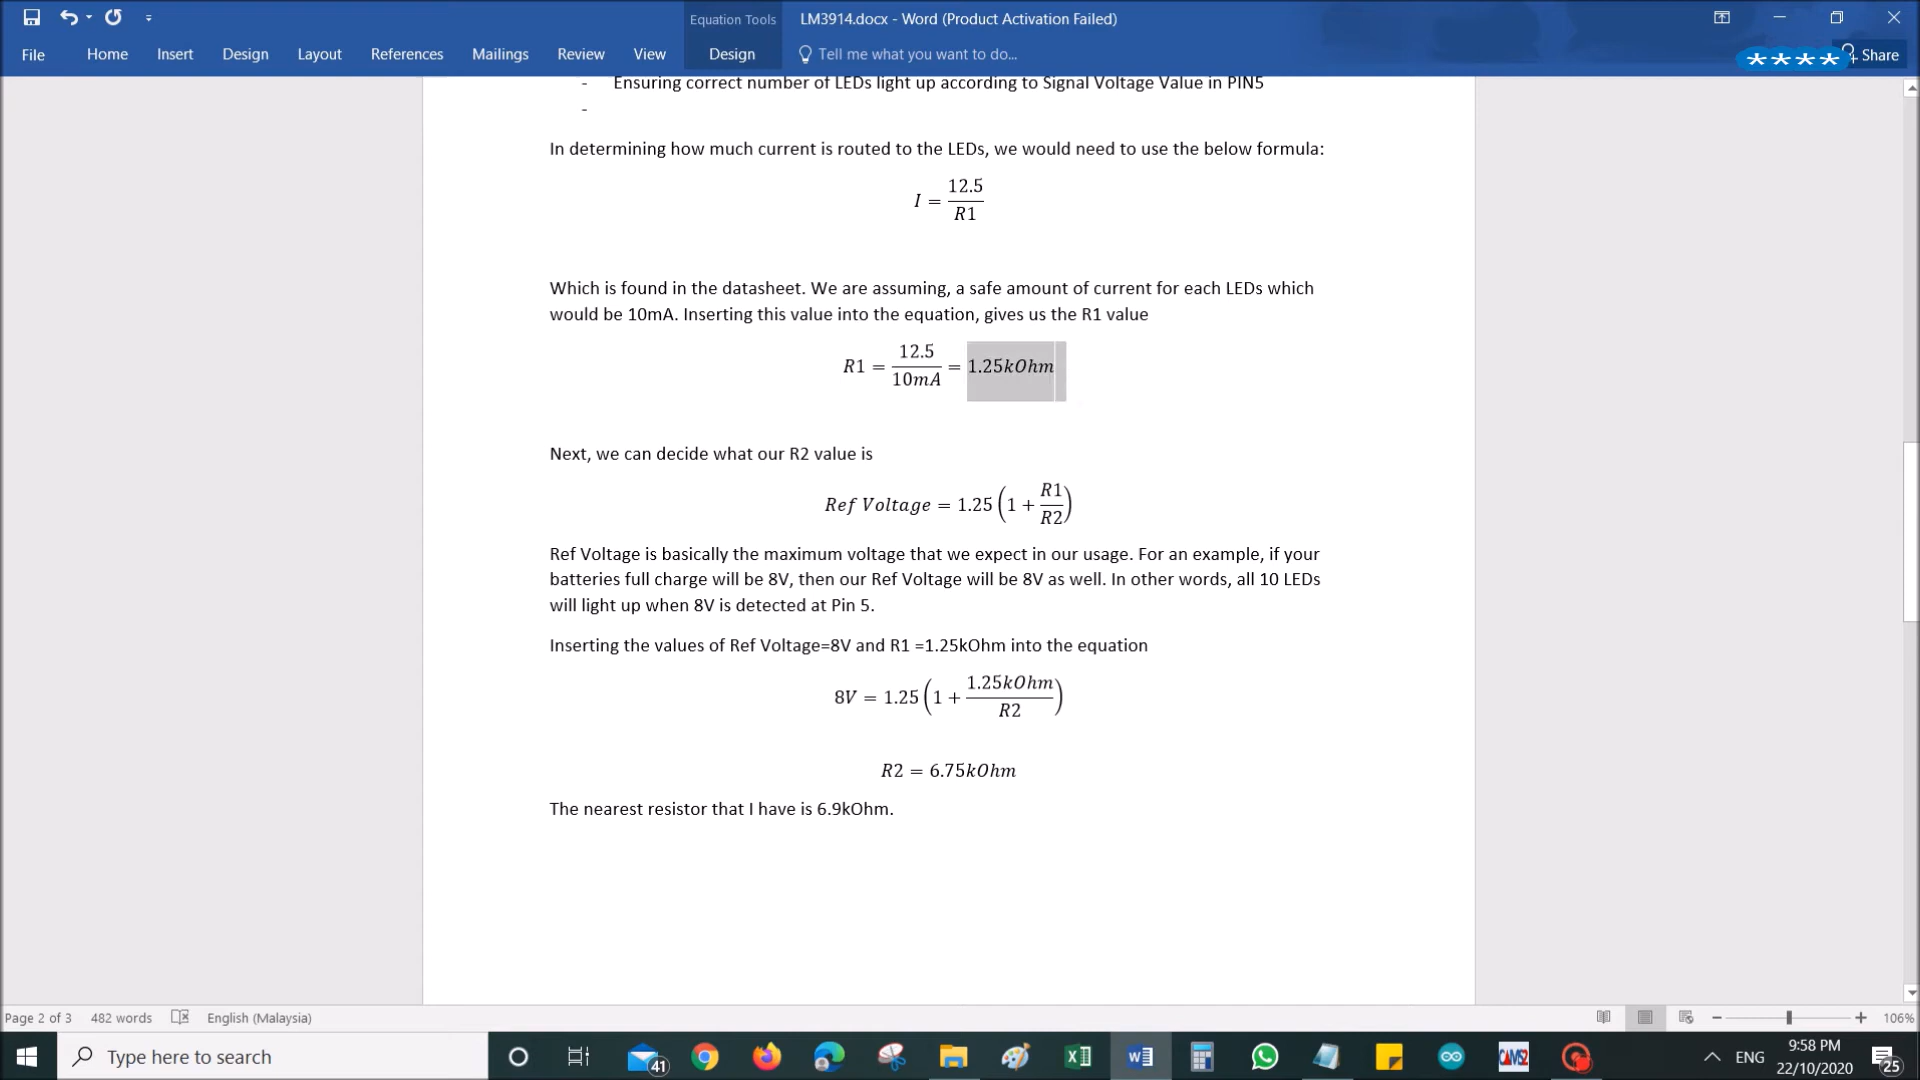 Equation Tools
LM3914.docx - Word (Product Activation Failed)
File Home Insert Design Layout References Mailings Review View Design Tell me what you want to do... **** Share
- Ensuring correct number of LEDs light up according to Signal Voltage Value in PIN5
-
In determining how much current is routed to the LEDs, we would need to use the below formula:
I = 12.5/R1
Which is found in the datasheet. We are assuming, a safe amount of current for each LEDs which
would be 10mA. Inserting this value into the equation, gives us the R1 value
R1 = 12.5/10mA = 1.25kOhm
Next, we can decide what our R2 value is
Ref Voltage = 1.25 (1 + R1/R2)
Ref Voltage is basically the maximum voltage that we expect in our usage. For an example, if your
batteries full charge will be 8V, then our Ref Voltage will be 8V as well. In other words, all 10 LEDs
will light up when 8V is detected at Pin 5.
Inserting the values of Ref Voltage=8V and R1 =1.25kOhm into the equation
8V = 1.25 (1 + 1.25kOhm/R2)
R2 = 6.75kOhm
The nearest resistor that I have is 6.9kOhm.
Page 2 of 3 482 words English (Malaysia) 106%
Type here to search
41
CAMS2
ENG
9:58 PM
22/10/2020
25